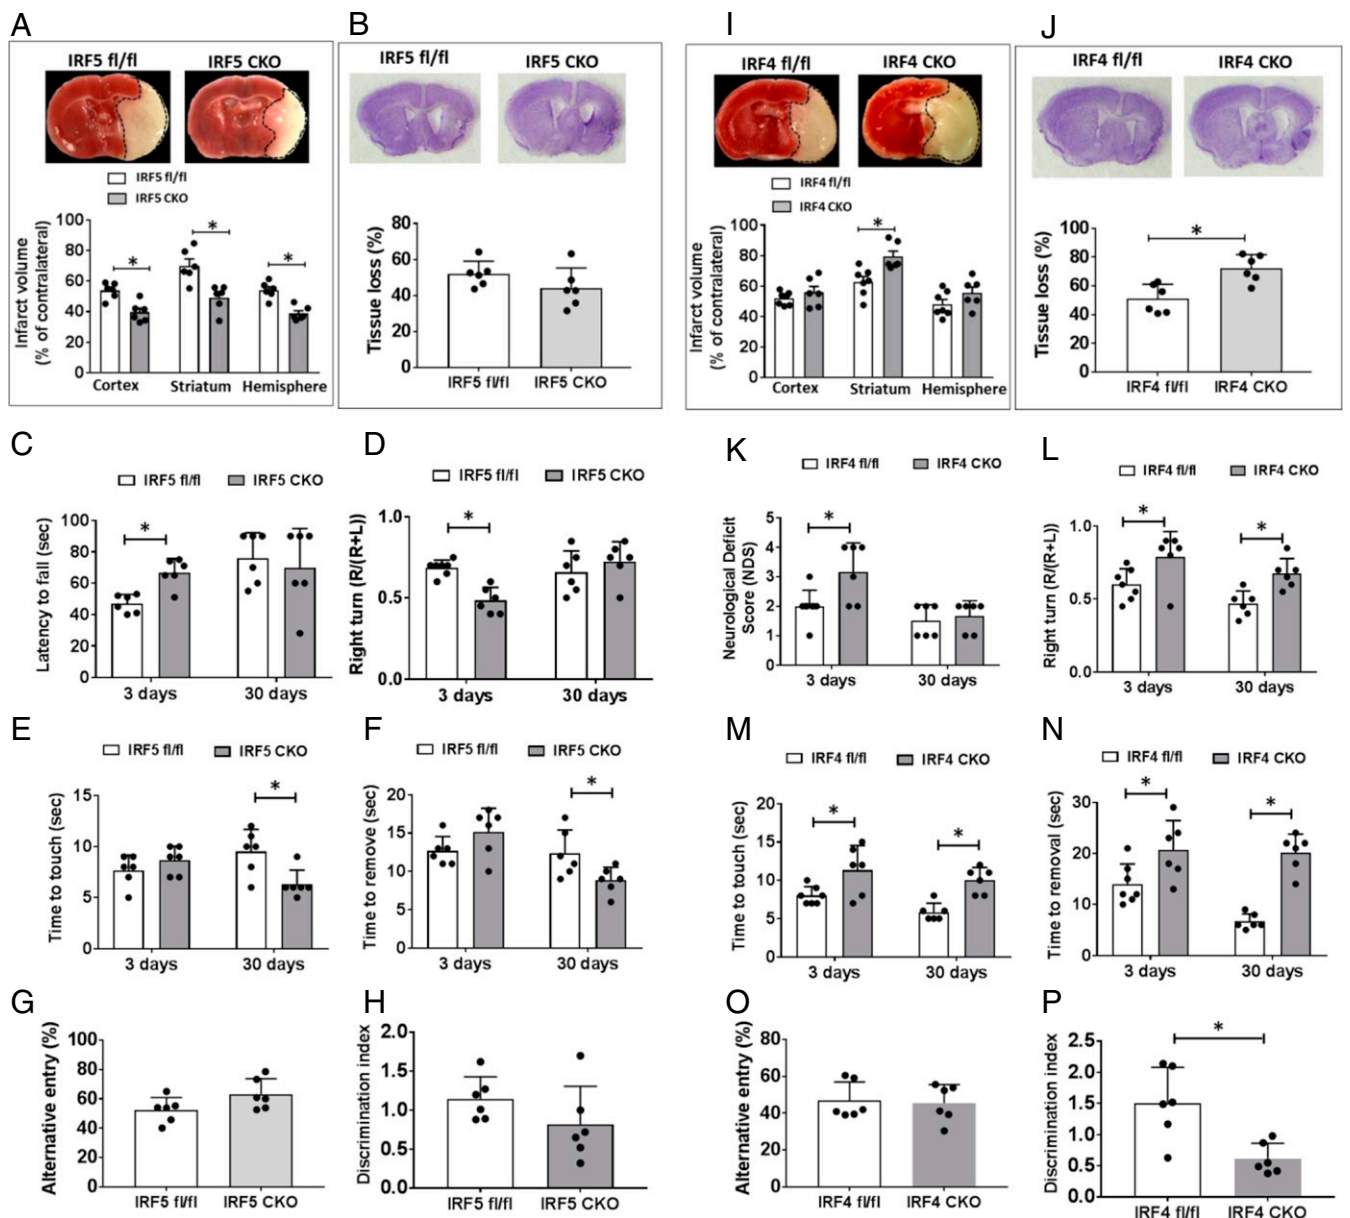 A
IRF5 fl/fl
IRF5 CKO
IRF5 fl/fl
IRF5 CKO
Infarct volume
(% of contralateral)
100
80
60
40
20
0
*
*
*
Cortex
Striatum
Hemisphere
B
IRF5 fl/fl
IRF5 CKO
Tissue loss (%)
80
60
40
20
0
IRF5 fl/fl
IRF5 CKO
I
IRF4 fl/fl
IRF4 CKO
IRF4 fl/fl
IRF4 CKO
Infarct volume
(% of contralateral)
100
80
60
40
20
0
*
Cortex
Striatum
Hemisphere
J
IRF4 fl/fl
IRF4 CKO
Tissue loss (%)
100
80
60
40
20
0
*
IRF4 fl/fl
IRF4 CKO
C
IRF5 fl/fl
IRF5 CKO
Latency to fall (sec)
100
80
60
40
20
0
*
3 days
30 days
D
IRF5 fl/fl
IRF5 CKO
Right turn (R/(R+L))
1.0
0.5
0.0
*
3 days
30 days
K
IRF4 fl/fl
IRF4 CKO
Neurological Deficit
Score (NDS)
5
4
3
2
1
0
*
3 days
30 days
L
IRF4 fl/fl
IRF4 CKO
Right turn (R/(R+L))
1.0
0.5
0.0
*
*
3 days
30 days
E
IRF5 fl/fl
IRF5 CKO
Time to touch (sec)
15
10
5
0
*
3 days
30 days
F
IRF5 fl/fl
IRF5 CKO
Time to remove (sec)
20
15
10
5
0
*
3 days
30 days
M
IRF4 fl/fl
IRF4 CKO
Time to touch (sec)
20
15
10
5
0
*
*
3 days
30 days
N
IRF4 fl/fl
IRF4 CKO
Time to removal (sec)
30
20
10
0
*
*
3 days
30 days
G
Alternative entry (%)
100
80
60
40
20
0
IRF5 fl/fl
IRF5 CKO
H
Discrimination index
2.0
1.5
1.0
0.5
0.0
IRF5 fl/fl
IRF5 CKO
O
Alternative entry (%)
80
60
40
20
0
IRF4 fl/fl
IRF4 CKO
P
Discrimination index
2.5
2.0
1.5
1.0
0.5
0.0
*
IRF4 fl/fl
IRF4 CKO